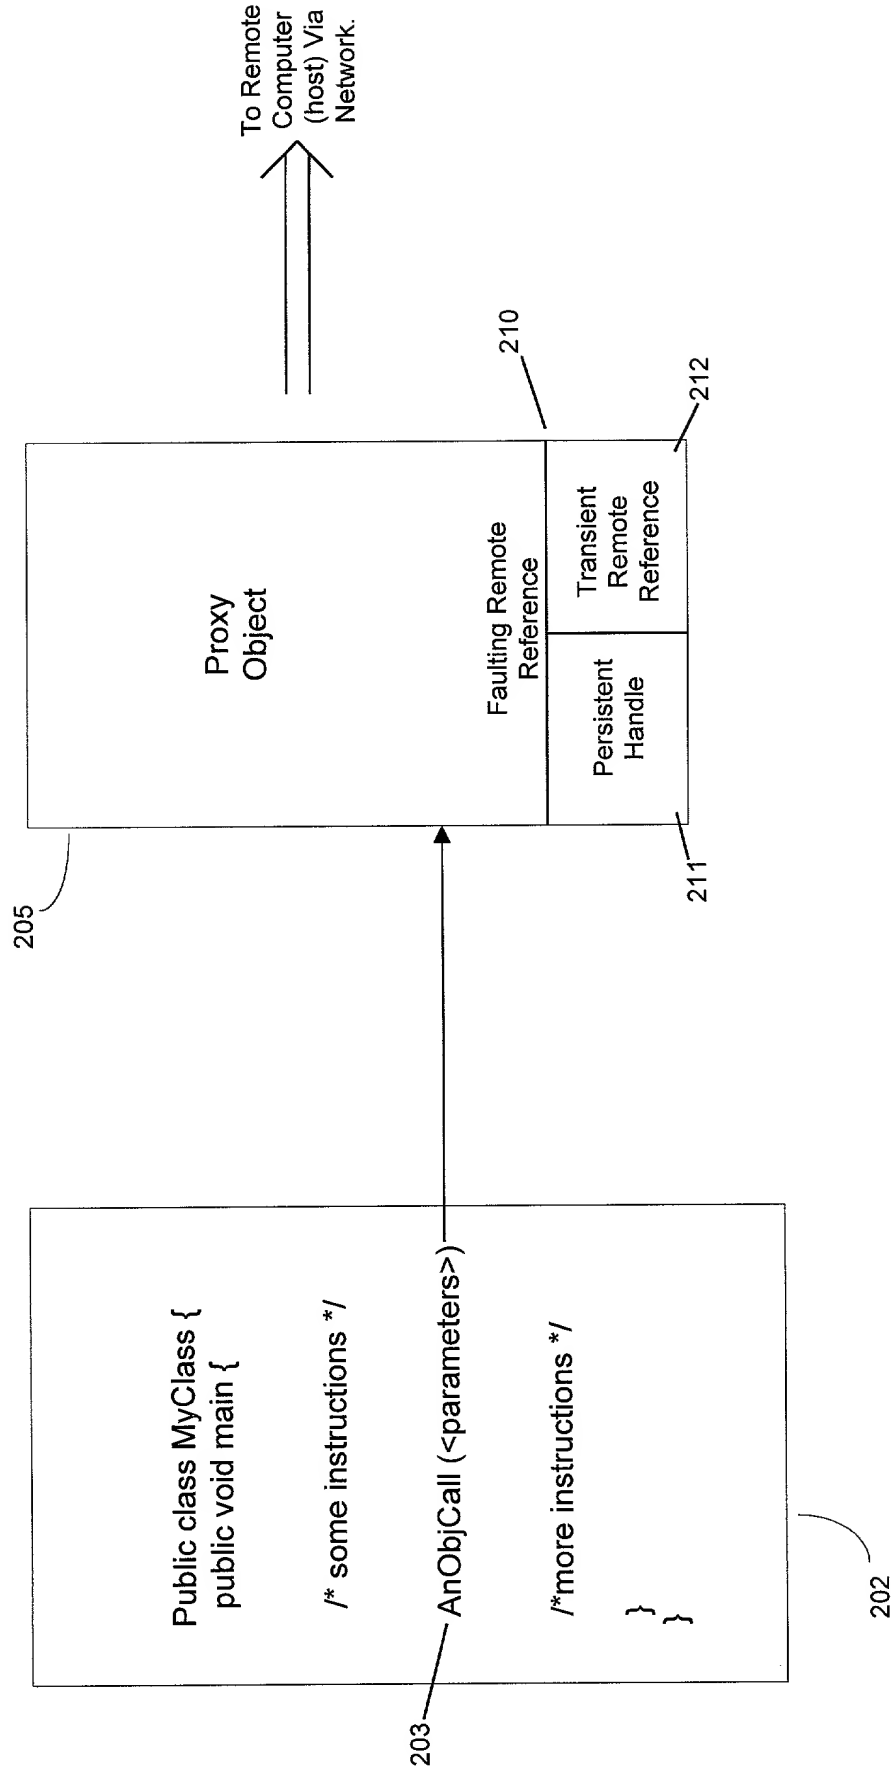 Public class MyClass {
public void main {
/* some instructions */
AnObjCall (<parameters>)
/*more instructions */
}
}
203
202
205
Proxy
Object
Faulting Remote
Reference
Persistent
Handle
Transient
Remote
Reference
210
211
212
To Remote
Computer
(host) Via
Network.